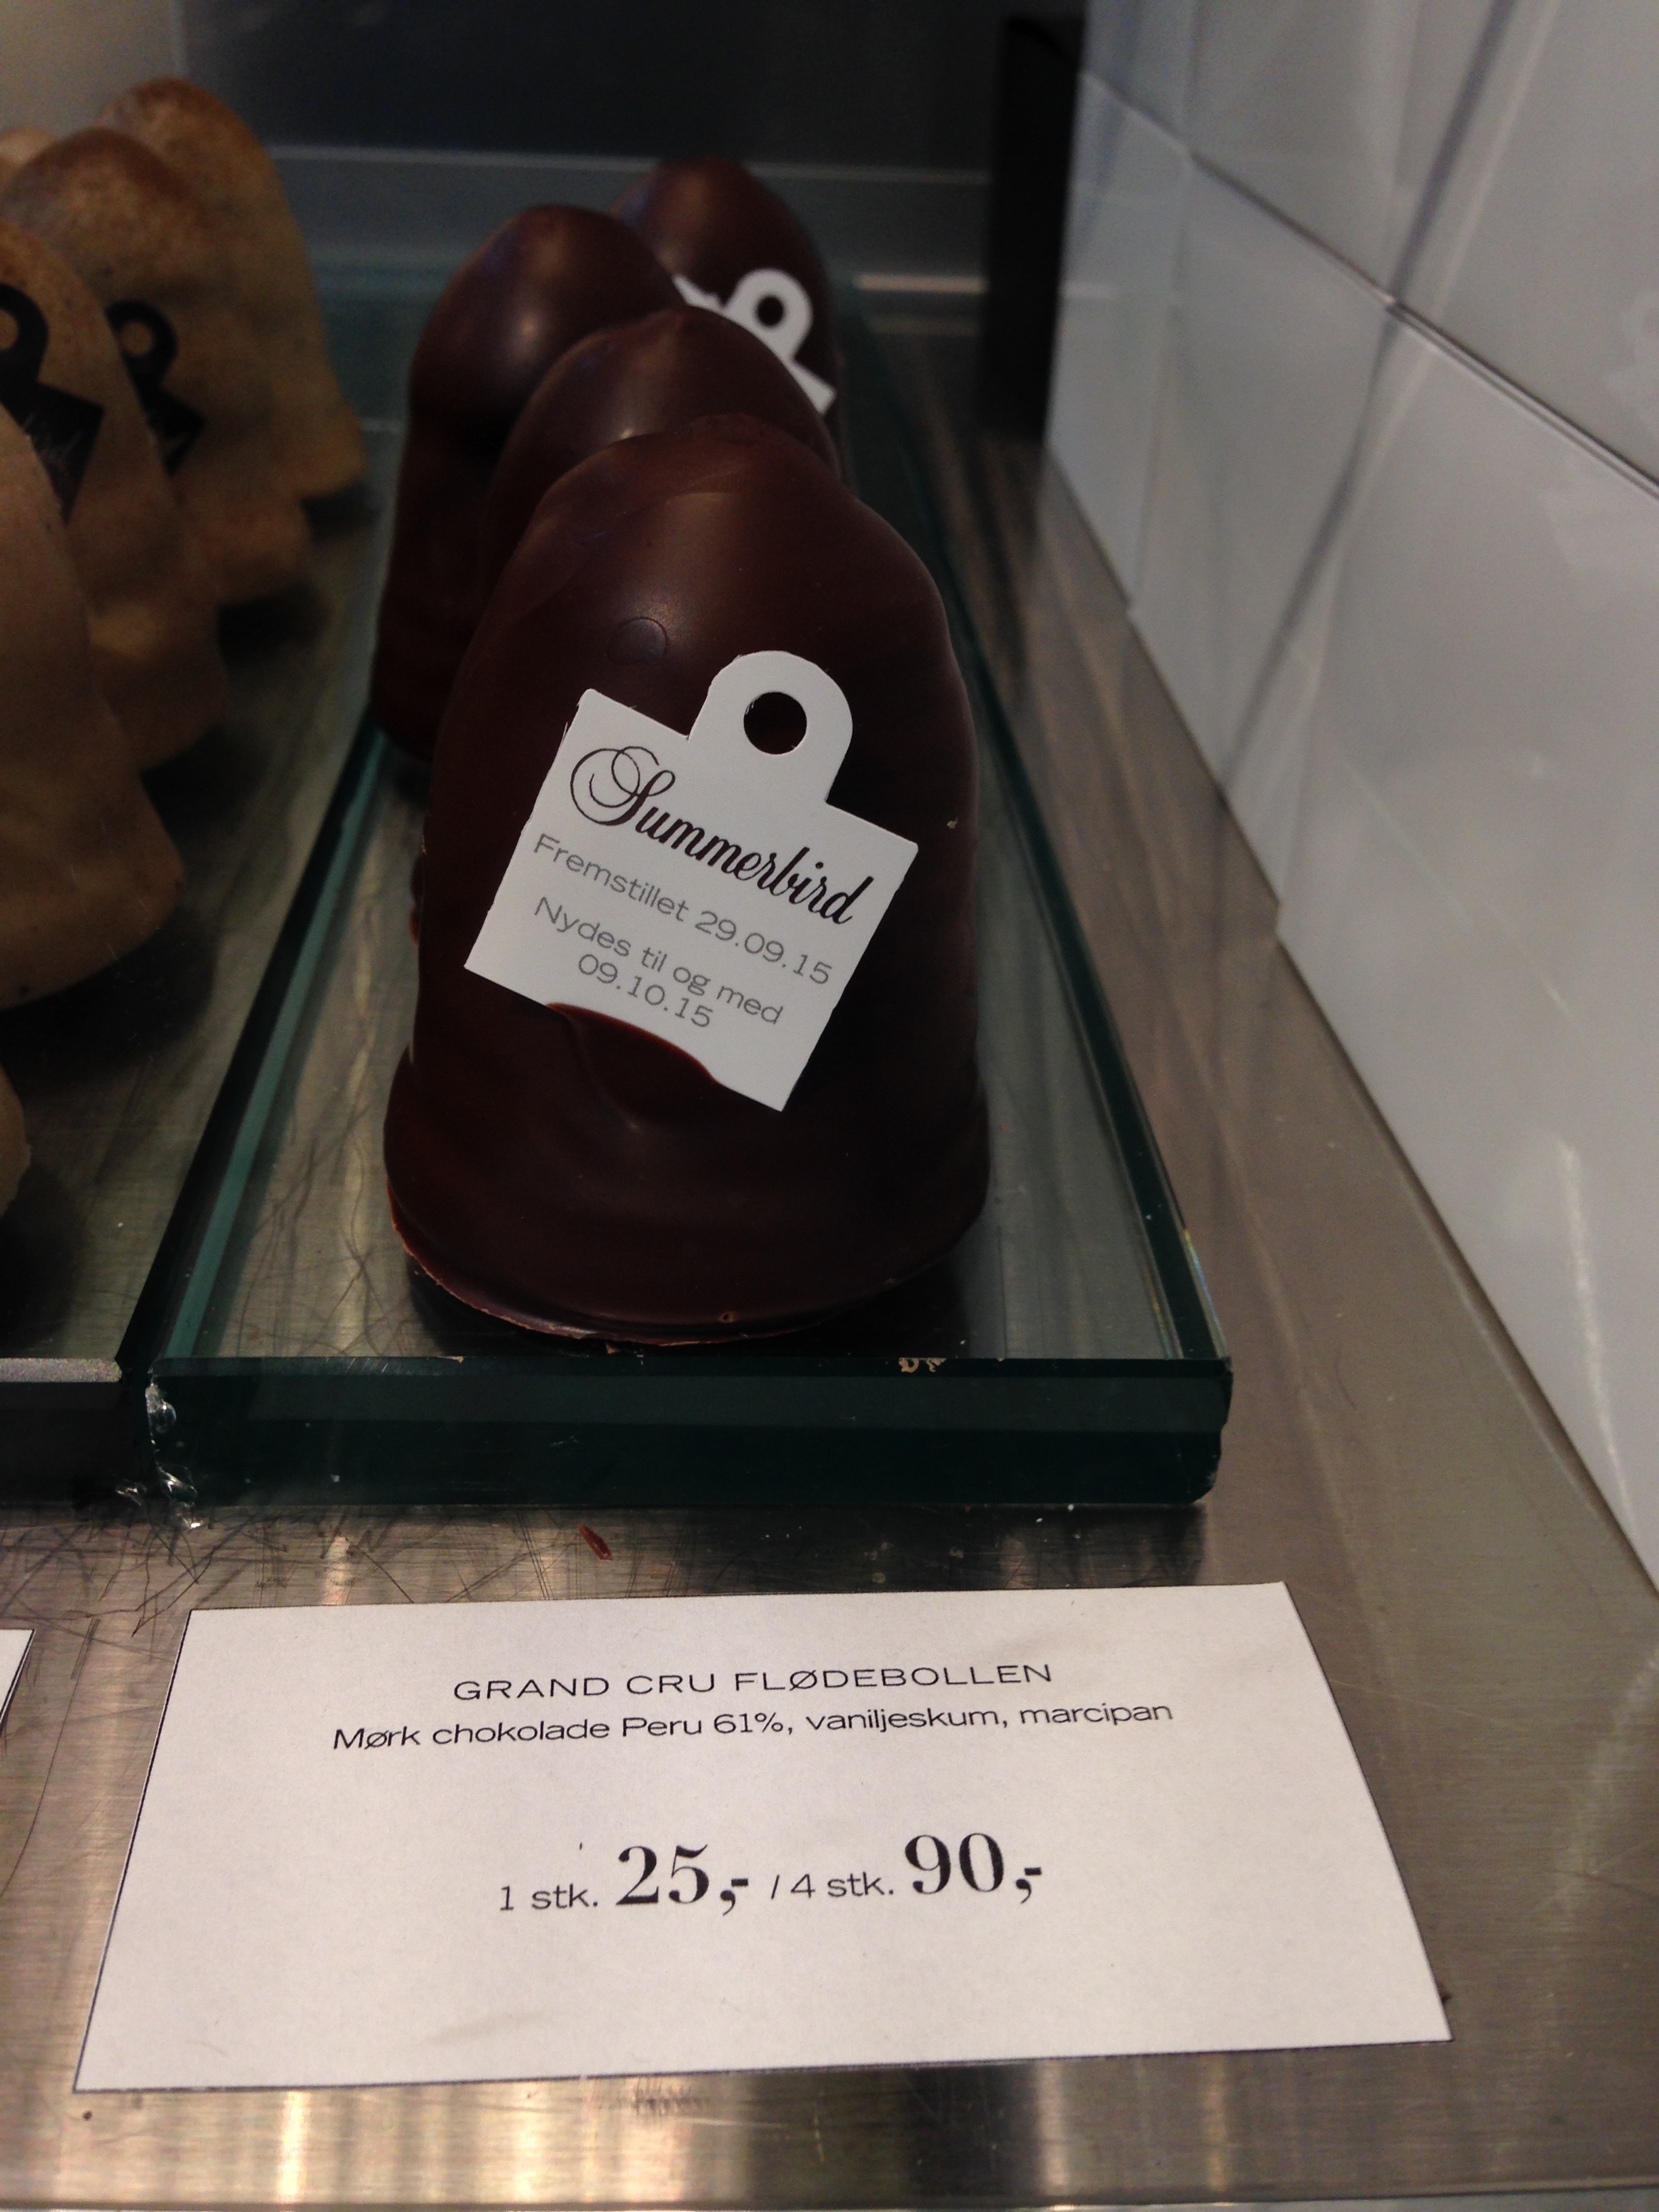 Summerbird
Fremstillet 29.09.15
Nydes til og med
09.10.15
GRAND CRU FLØDEBOLLEN
Mørk chokolade Peru 61%, vaniljeskum, marcipan
1 stk. 25,- / 4 stk. 90,-